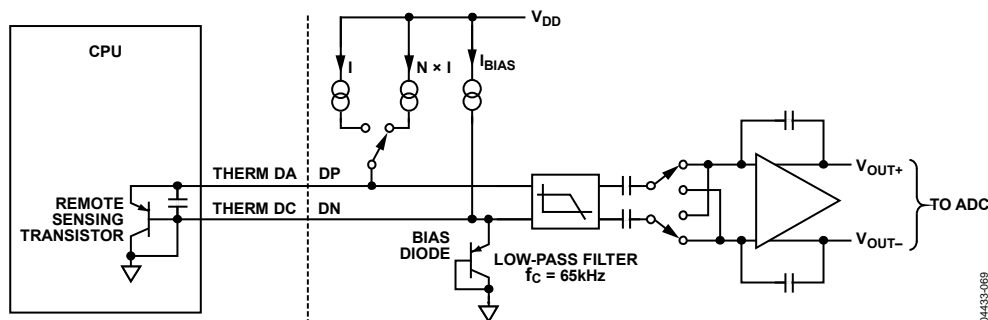 CPU
V_DD
I
N × I
I_BIAS
THERM DA
DP
THERM DC
DN
REMOTE
SENSING
TRANSISTOR
BIAS
DIODE
LOW-PASS FILTER
f_C = 65kHz
V_OUT+
V_OUT–
TO ADC
04433-069